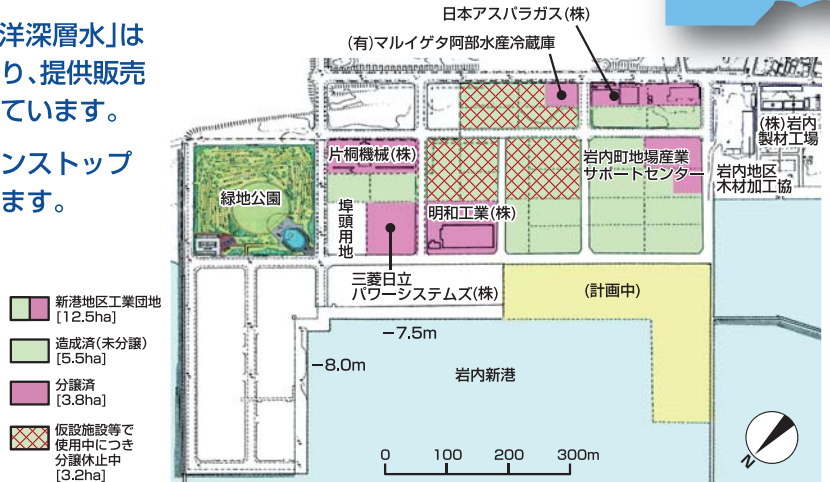 洋深層水」は
り、提供販売
ています。
ンストップ
ます。
日本アスパラガス(株)
(有)マルイゲタ阿部水産冷蔵庫
(株)岩内
製材工場
片桐機械(株)
岩内町地場産業
サポートセンター
岩内地区
木材加工協
緑地公園
埠頭用地
明和工業(株)
三菱日立
パワーシステムズ(株)
(計画中)
新港地区工業団地
[12.5ha]
造成済(未分譲)
[5.5ha]
分譲済
[3.8ha]
仮設施設等で
使用中につき
分譲休止中
[3.2ha]
−7.5m
−8.0m
岩内新港
0 100 200 300m
N